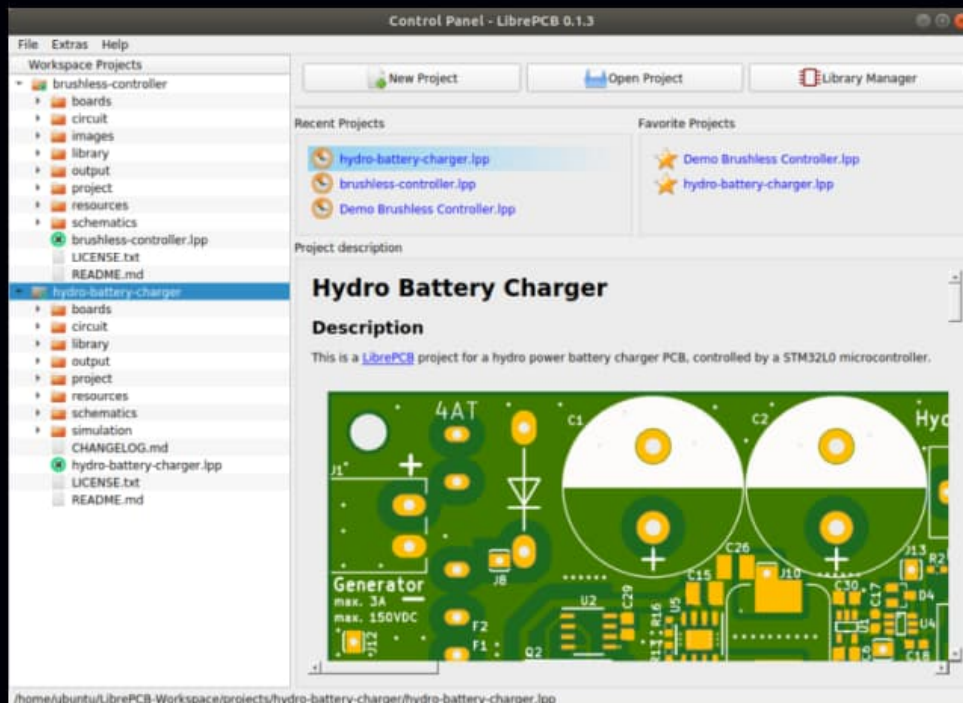 Control Panel - LibrePCB 0.1.3
File Extras Help
Workspace Projects
brushless-controller
boards
circuit
images
library
output
project
resources
schematics
brushless-controller.lpp
LICENSE.txt
README.md
hydro-battery-charger
boards
circuit
library
output
project
resources
schematics
simulation
CHANGELOG.md
hydro-battery-charger.lpp
LICENSE.txt
README.md
New Project
Open Project
Library Manager
Recent Projects
hydro-battery-charger.lpp
brushless-controller.lpp
Demo Brushless Controller.lpp
Favorite Projects
Demo Brushless Controller.lpp
hydro-battery-charger.lpp
Project description
Hydro Battery Charger
Description
This is a LibrePCB project for a hydro power battery charger PCB, controlled by a STM32L0 microcontroller.
4AT
C1
C2
Hyd
J1
+
J8
C26
J10
J13
R2
Generator
max. 3A
max. 150VDC
J12
F2
F1
U2
Q2
C29
R16
U5
C15
C30
C17
D4
U4
C18
/home/ubuntu/LibrePCB-Workspace/projects/hydro-battery-charger/hydro-battery-charger.lpp